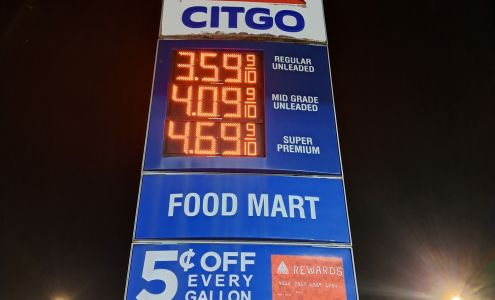 CITGO
3.59 9/10
REGULAR
UNLEADED
4.09 9/10
MID GRADE
UNLEADED
4.69 9/10
SUPER
PREMIUM
FOOD MART
5¢ OFF
EVERY
GALLON
REWARDS